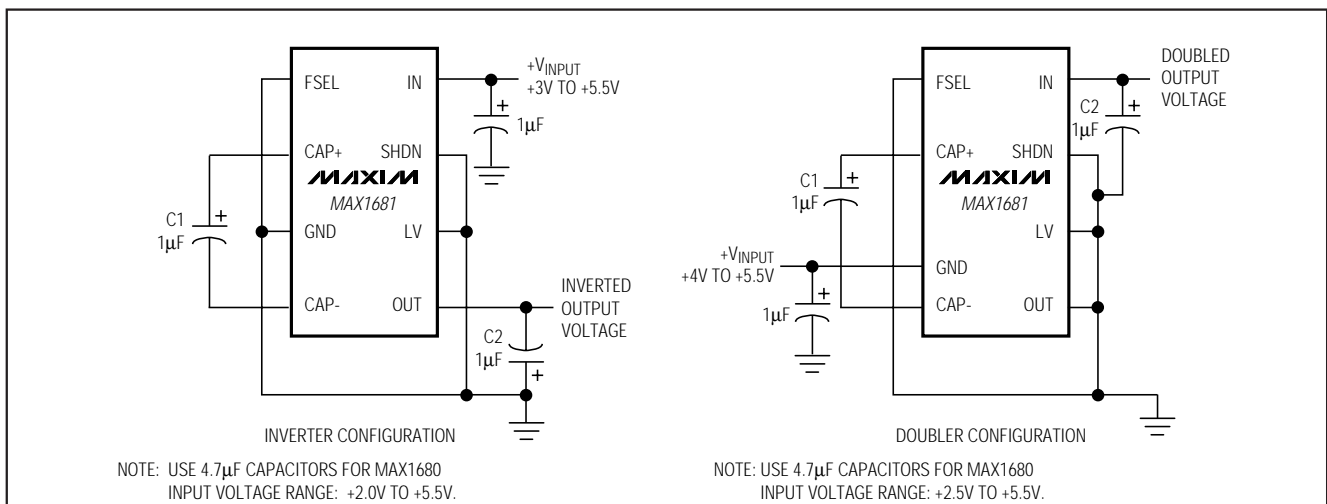 FSEL
IN
+VINPUT
+3V TO +5.5V
+
1µF
CAP+
SHDN
MAXIM
MAX1681
C1
+
1µF
GND
LV
CAP-
OUT
INVERTED
OUTPUT
VOLTAGE
C2
1µF
+
INVERTER CONFIGURATION
NOTE: USE 4.7µF CAPACITORS FOR MAX1680
INPUT VOLTAGE RANGE: +2.0V TO +5.5V.
FSEL
IN
DOUBLED
OUTPUT
VOLTAGE
C2
+
1µF
CAP+
SHDN
MAXIM
MAX1681
C1
+
1µF
LV
+VINPUT
+4V TO +5.5V
GND
+
1µF
CAP-
OUT
DOUBLER CONFIGURATION
NOTE: USE 4.7µF CAPACITORS FOR MAX1680
INPUT VOLTAGE RANGE: +2.5V TO +5.5V.